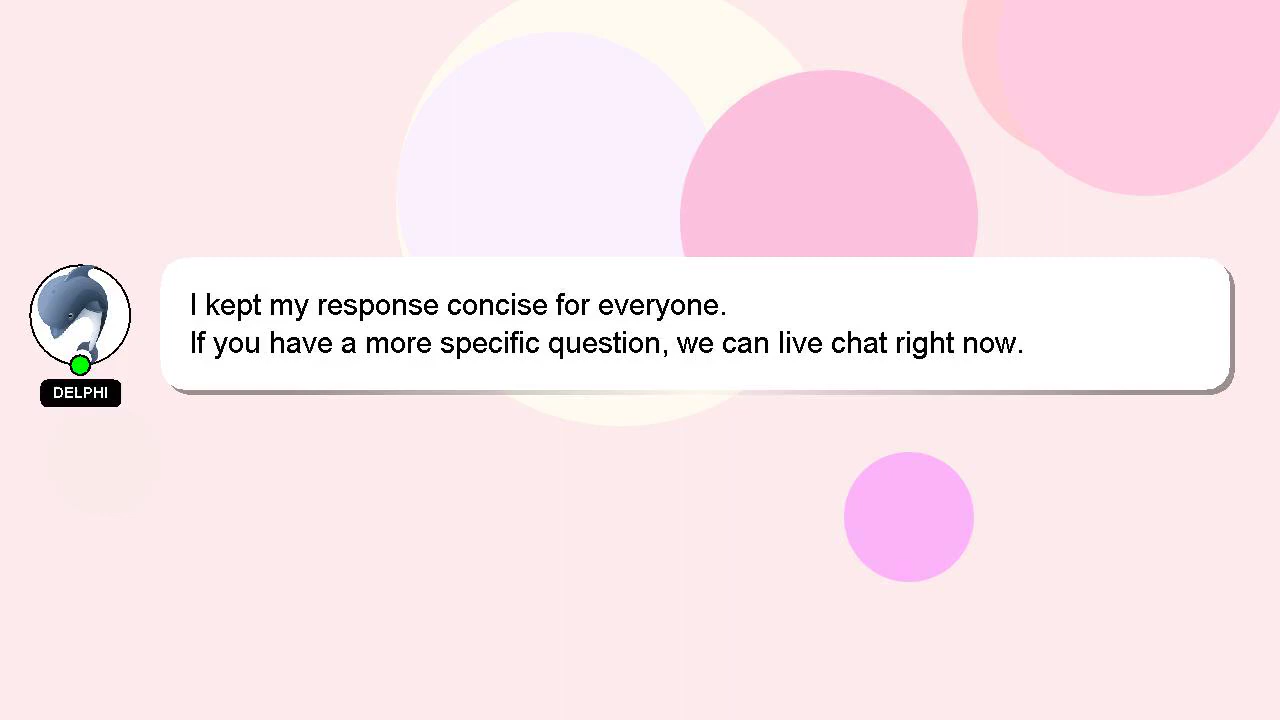 I kept my response concise for everyone.
If you have a more specific question, we can live chat right now.
DELPHI